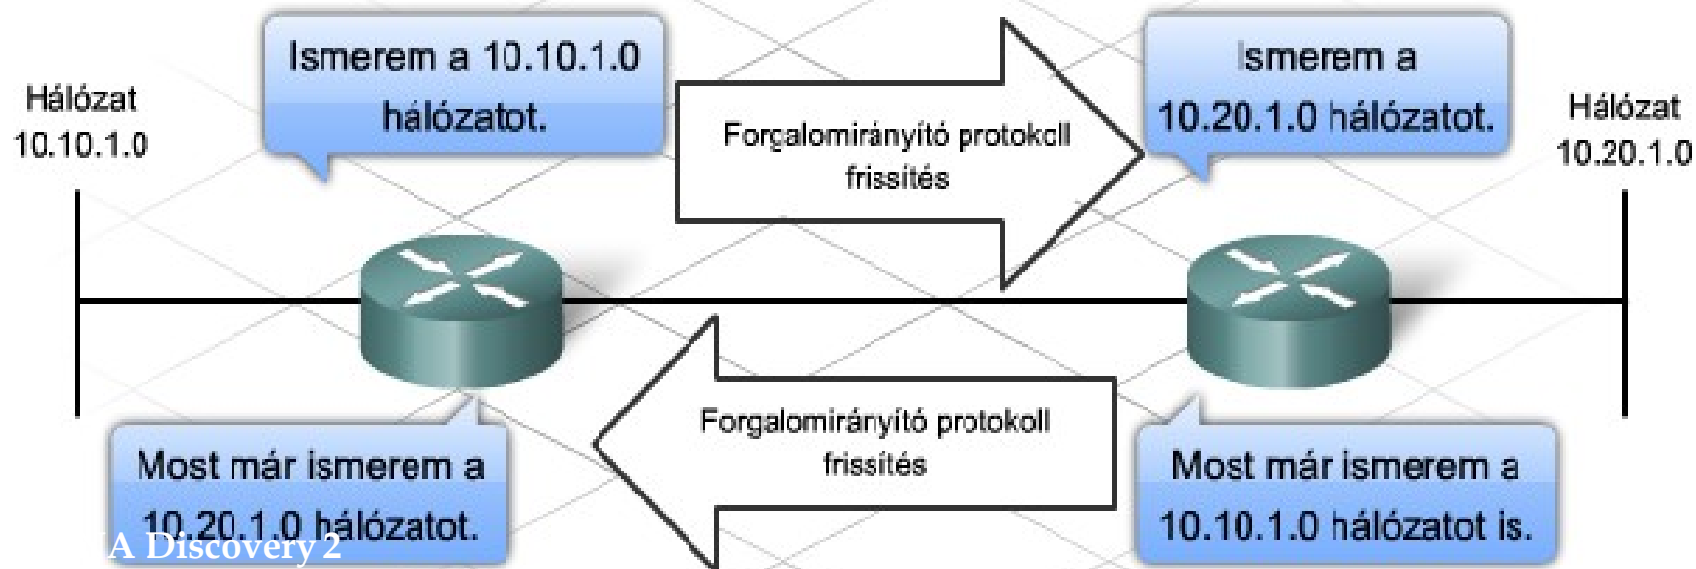 Ismerem a 10.10.1.0
hálózatot.
Hálózat
10.10.1.0
Forgalomirányító protokoll
frissítés
Ismerem a
10.20.1.0 hálózatot.
Hálózat
10.20.1.0
Most már ismerem a
10.20.1.0 hálózatot.
A Discovery 2
Forgalomirányító protokoll
frissítés
Most már ismerem a
10.10.1.0 hálózatot is.